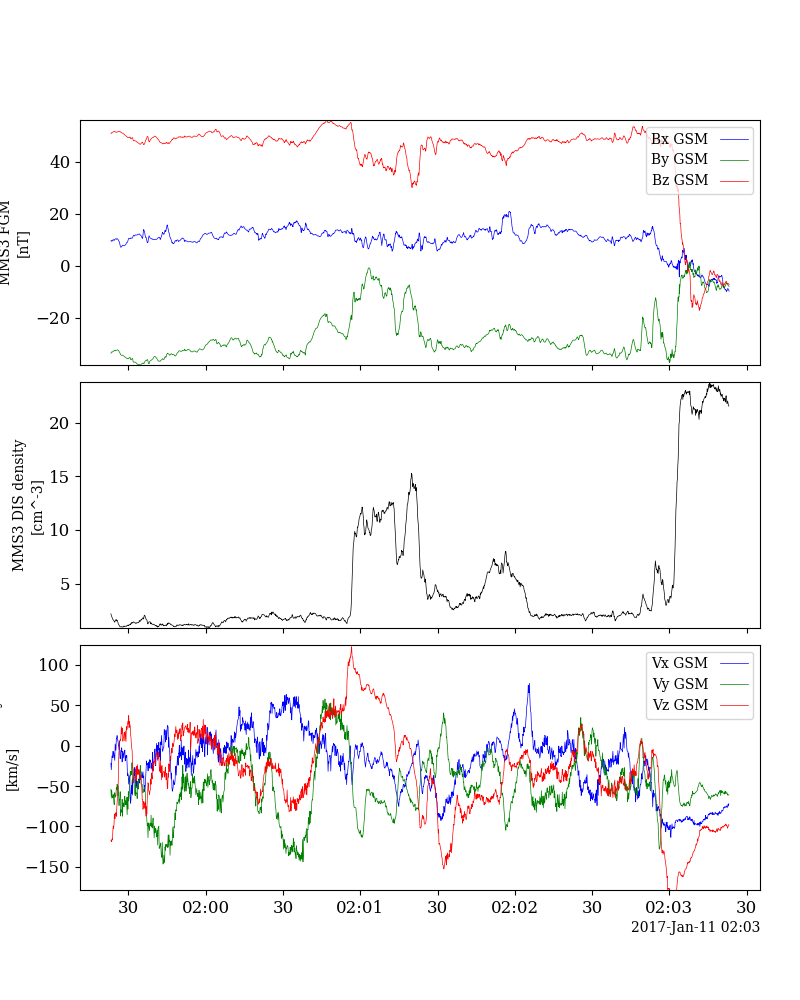 MMS3 FGM
[nT]
40
20
0
−20
Bx GSM
By GSM
Bz GSM
MMS3 DIS density
[cm^-3]
20
15
10
5
[km/s]
100
50
0
−50
−100
−150
Vx GSM
Vy GSM
Vz GSM
30 02:00 30 02:01 30 02:02 30 02:03 30
2017-Jan-11 02:03